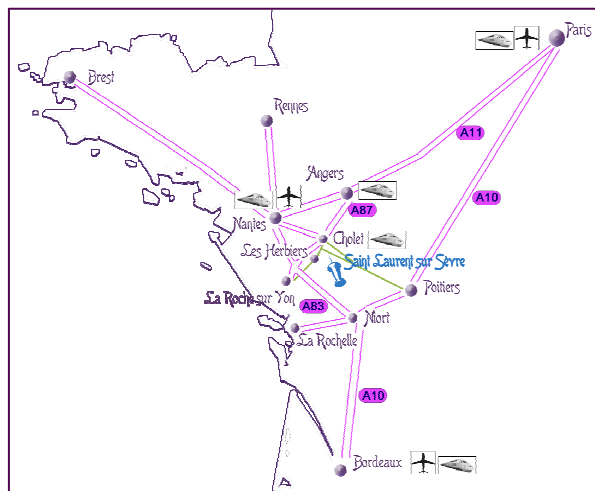 Paris
Brest
Rennes
A11
Angers
A10
A87
Nantes
Cholet
Les Herbiers
Saint Laurent sur Sèvre
La Roche sur Yon
Poitiers
A83
Niort
La Rochelle
A10
Bordeaux